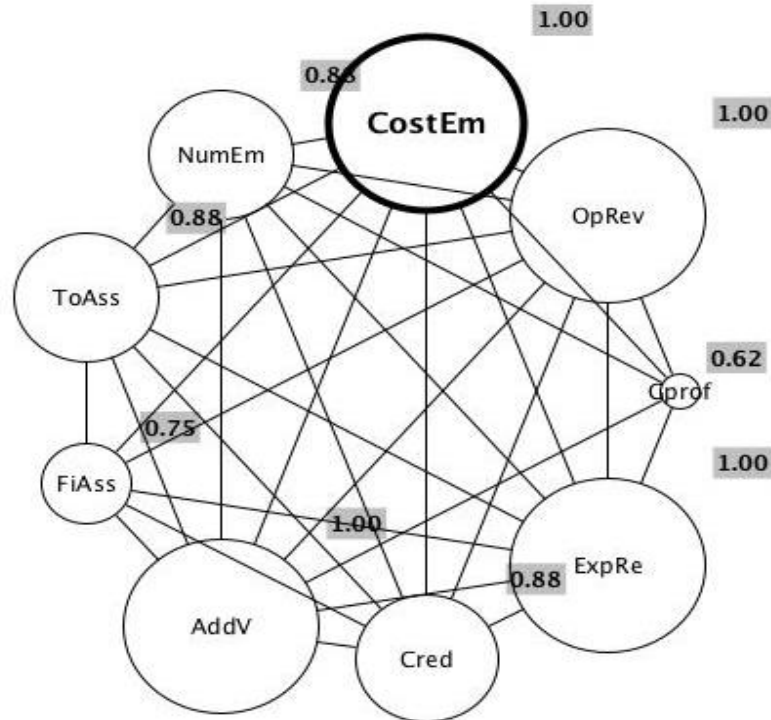 1.00
0.88
CostEm
1.00
NumEm
OpRev
0.88
ToAss
0.62
Gprof
0.75
1.00
FiAss
1.00
0.88
ExpRe
AddV
Cred